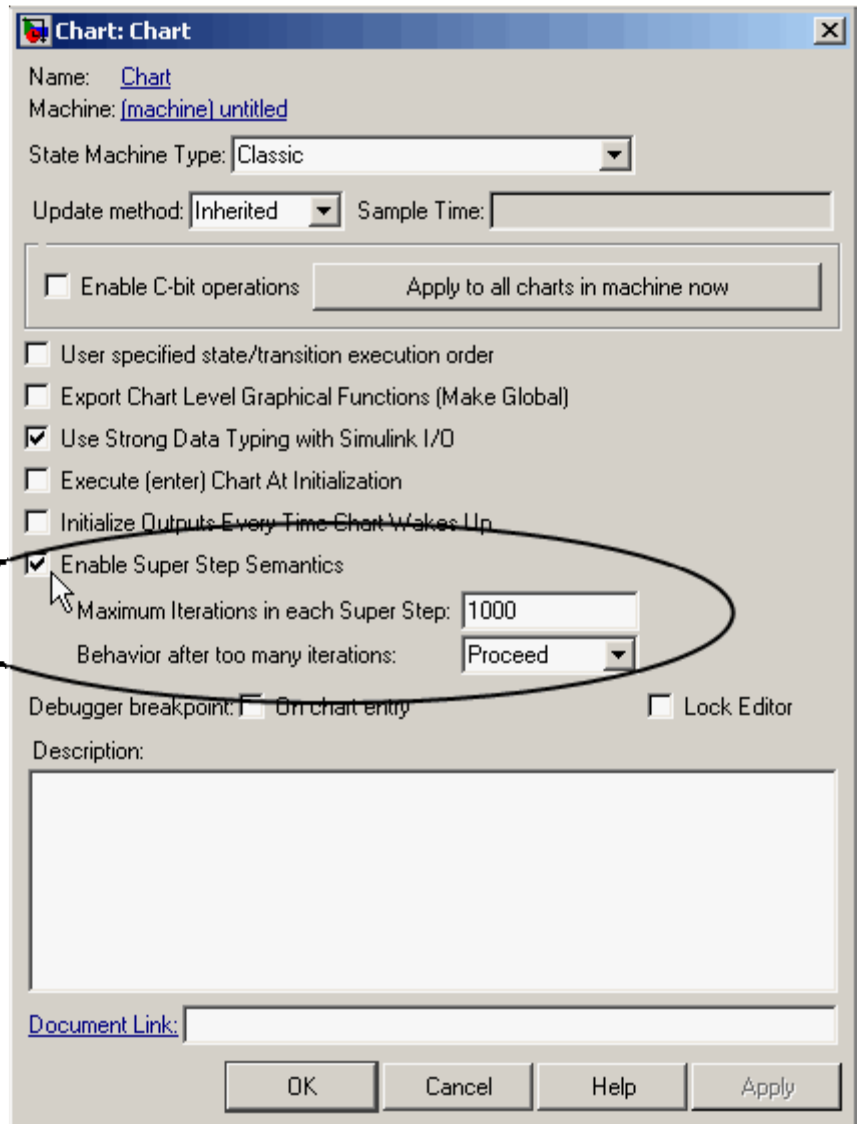 Chart: Chart
Name: Chart
Machine: (machine) untitled
State Machine Type: Classic
Update method: Inherited Sample Time:
Enable C-bit operations Apply to all charts in machine now
User specified state/transition execution order
Export Chart Level Graphical Functions (Make Global)
Use Strong Data Typing with Simulink I/O
Execute (enter) Chart At Initialization
Initialize Outputs Every Time Chart Wakes Up
Enable Super Step Semantics
Maximum Iterations in each Super Step: 1000
Behavior after too many iterations: Proceed
Debugger breakpoint: On chart entry Lock Editor
Description:
Document Link:
OK Cancel Help Apply